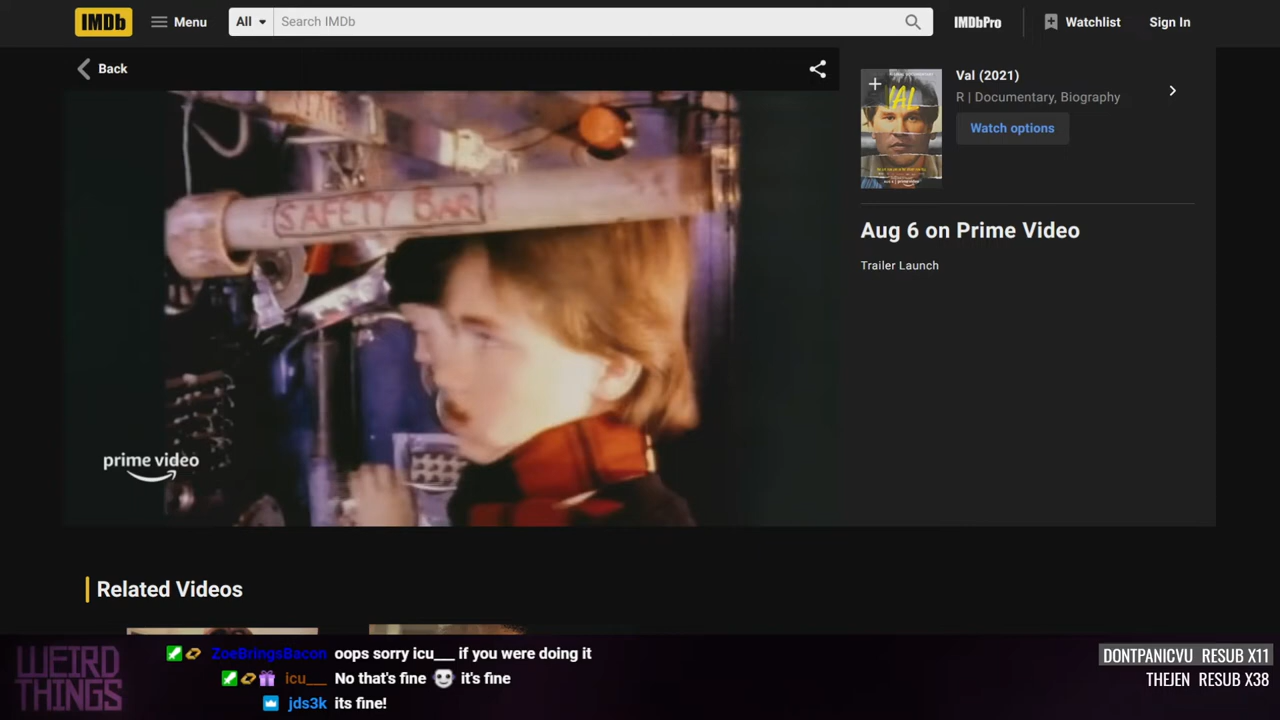 IMDb
Menu
All
Search IMDb
IMDbPro
Watchlist
Sign In
Back
SAFETY BAR
prime video
VAL
Val (2021)
R | Documentary, Biography
Watch options
Aug 6 on Prime Video
Trailer Launch
Related Videos
WEIRD THINGS
ZoeBringsBacon oops sorry icu___ if you were doing it
icu___ No that's fine it's fine
jds3k its fine!
DONTPANICVU RESUB X11
THEJEN RESUB X38